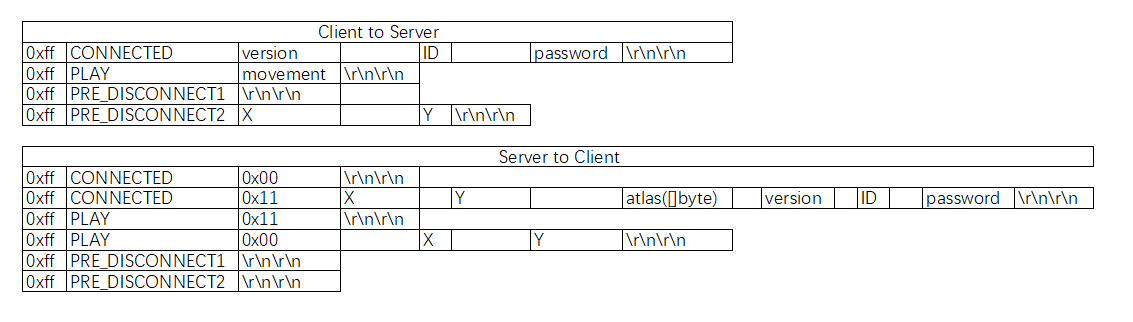 Client to Server
0xff CONNECTED version ID password \r\n\r\n
0xff PLAY movement \r\n\r\n
0xff PRE_DISCONNECT1 \r\n\r\n
0xff PRE_DISCONNECT2 X Y \r\n\r\n
Server to Client
0xff CONNECTED 0x00 \r\n\r\n
0xff CONNECTED 0x11 X Y atlas([]byte) version ID password \r\n\r\n
0xff PLAY 0x11 \r\n\r\n
0xff PLAY 0x00 X Y \r\n\r\n
0xff PRE_DISCONNECT1 \r\n\r\n
0xff PRE_DISCONNECT2 \r\n\r\n